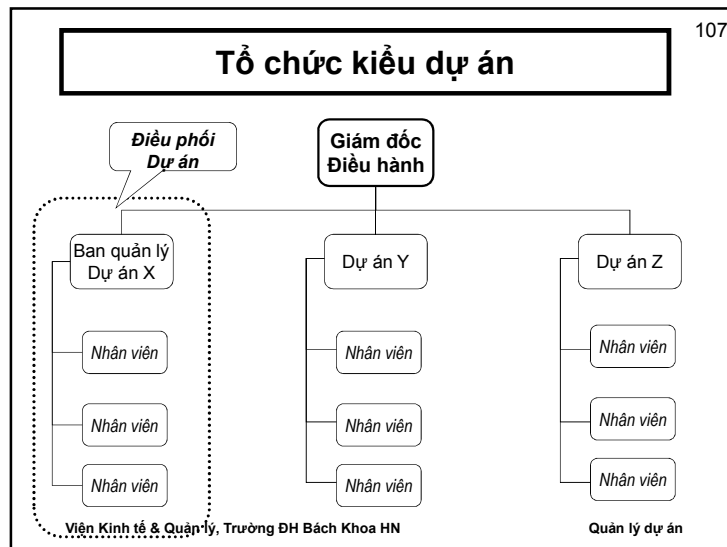 107
Tổ chức kiểu dự án
Điều phối
Dự án
Giám đốc
Điều hành
Ban quản lý
Dự án X
Dự án Y
Dự án Z
Nhân viên
Nhân viên
Nhân viên
Nhân viên
Nhân viên
Nhân viên
Nhân viên
Nhân viên
Nhân viên
Viện Kinh tế & Quản lý, Trường ĐH Bách Khoa HN
Quản lý dự án